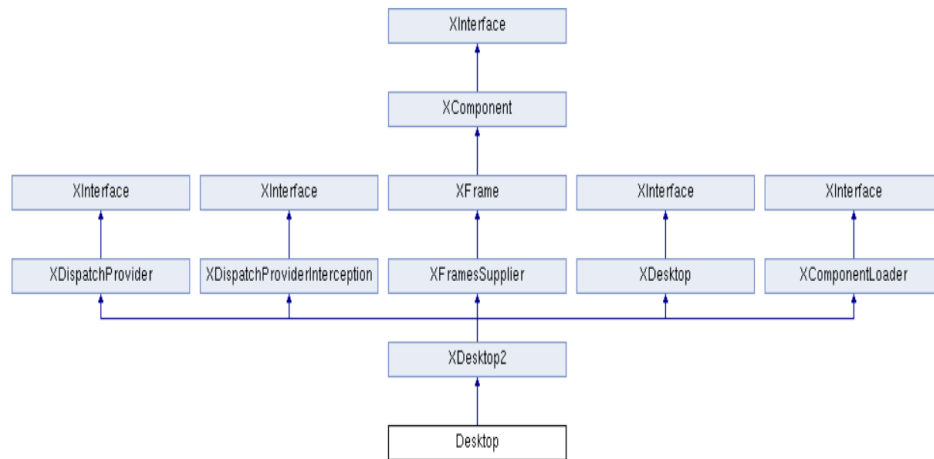 XInterface
XComponent
XInterface XInterface XFrame XInterface XInterface
XDispatchProvider XDispatchProviderInterception XFramesSupplier XDesktop XComponentLoader
XDesktop2
Desktop